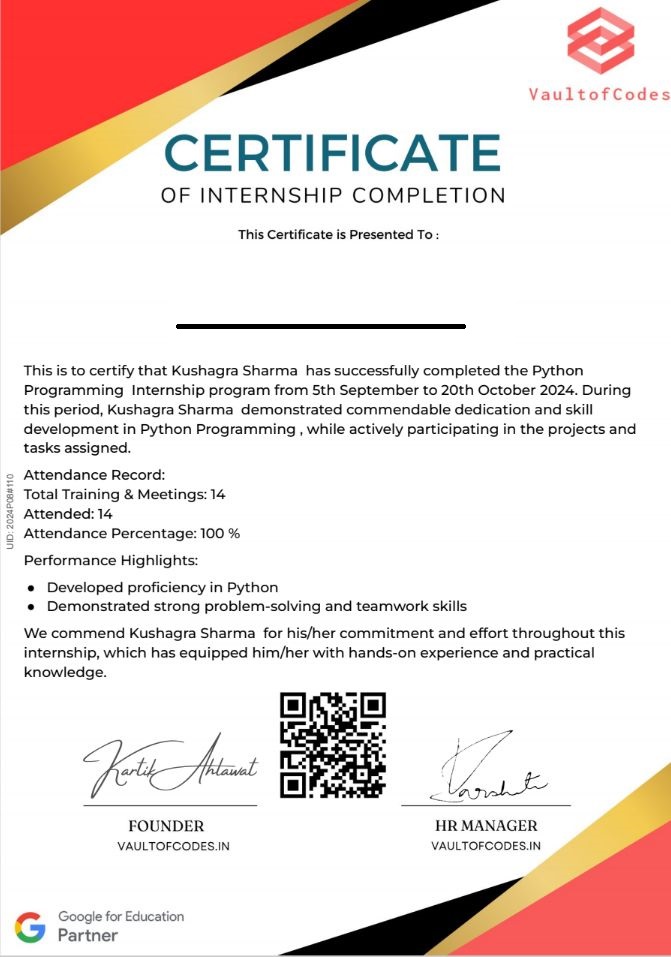 VaultofCodes
CERTIFICATE
OF INTERNSHIP COMPLETION
This Certificate is Presented To :
This is to certify that Kushagra Sharma has successfully completed the Python
Programming Internship program from 5th September to 20th October 2024. During
this period, Kushagra Sharma demonstrated commendable dedication and skill
development in Python Programming , while actively participating in the projects and
tasks assigned.
Attendance Record:
Total Training & Meetings: 14
Attended: 14
Attendance Percentage: 100 %
UID: 2024P08#110
Performance Highlights:
● Developed proficiency in Python
● Demonstrated strong problem-solving and teamwork skills
We commend Kushagra Sharma for his/her commitment and effort throughout this
internship, which has equipped him/her with hands-on experience and practical
knowledge.
Kartik Ahlawat
Varshiti
FOUNDER
VAULTOFCODES.IN
HR MANAGER
VAULTOFCODES.IN
Google for Education
Partner